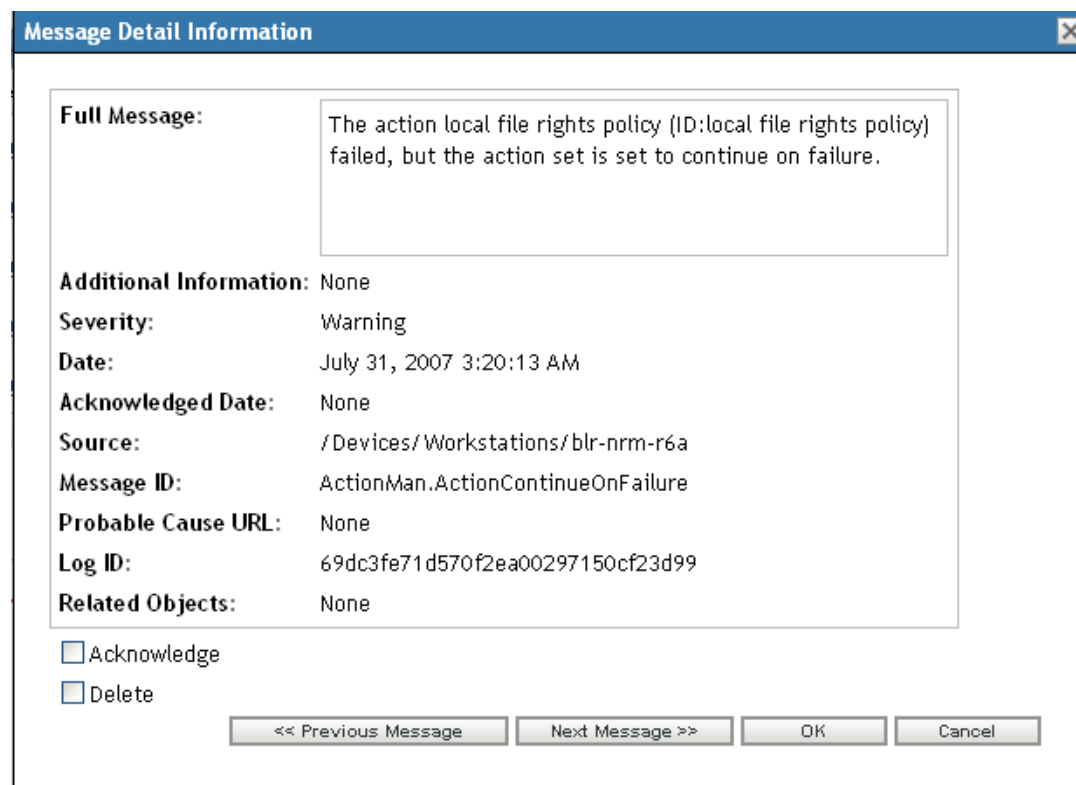 Message Detail Information
Full Message:
The action local file rights policy (ID:local file rights policy)
failed, but the action set is set to continue on failure.
Additional Information: None
Severity: Warning
Date: July 31, 2007 3:20:13 AM
Acknowledged Date: None
Source: /Devices/Workstations/blr-nrm-r6a
Message ID: ActionMan.ActionContinueOnFailure
Probable Cause URL: None
Log ID: 69dc3fe71d570f2ea00297150cf23d99
Related Objects: None
Acknowledge
Delete
<< Previous Message Next Message >> OK Cancel